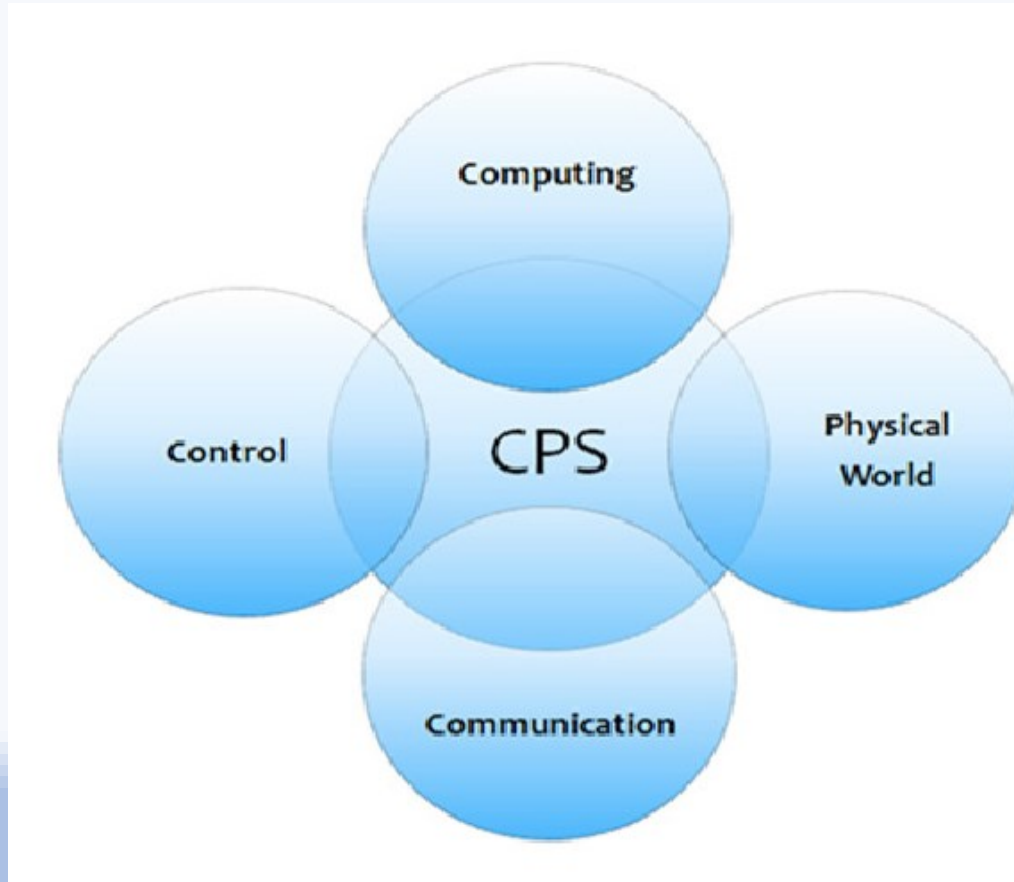 Computing
Control
CPS
Physical
World
Communication